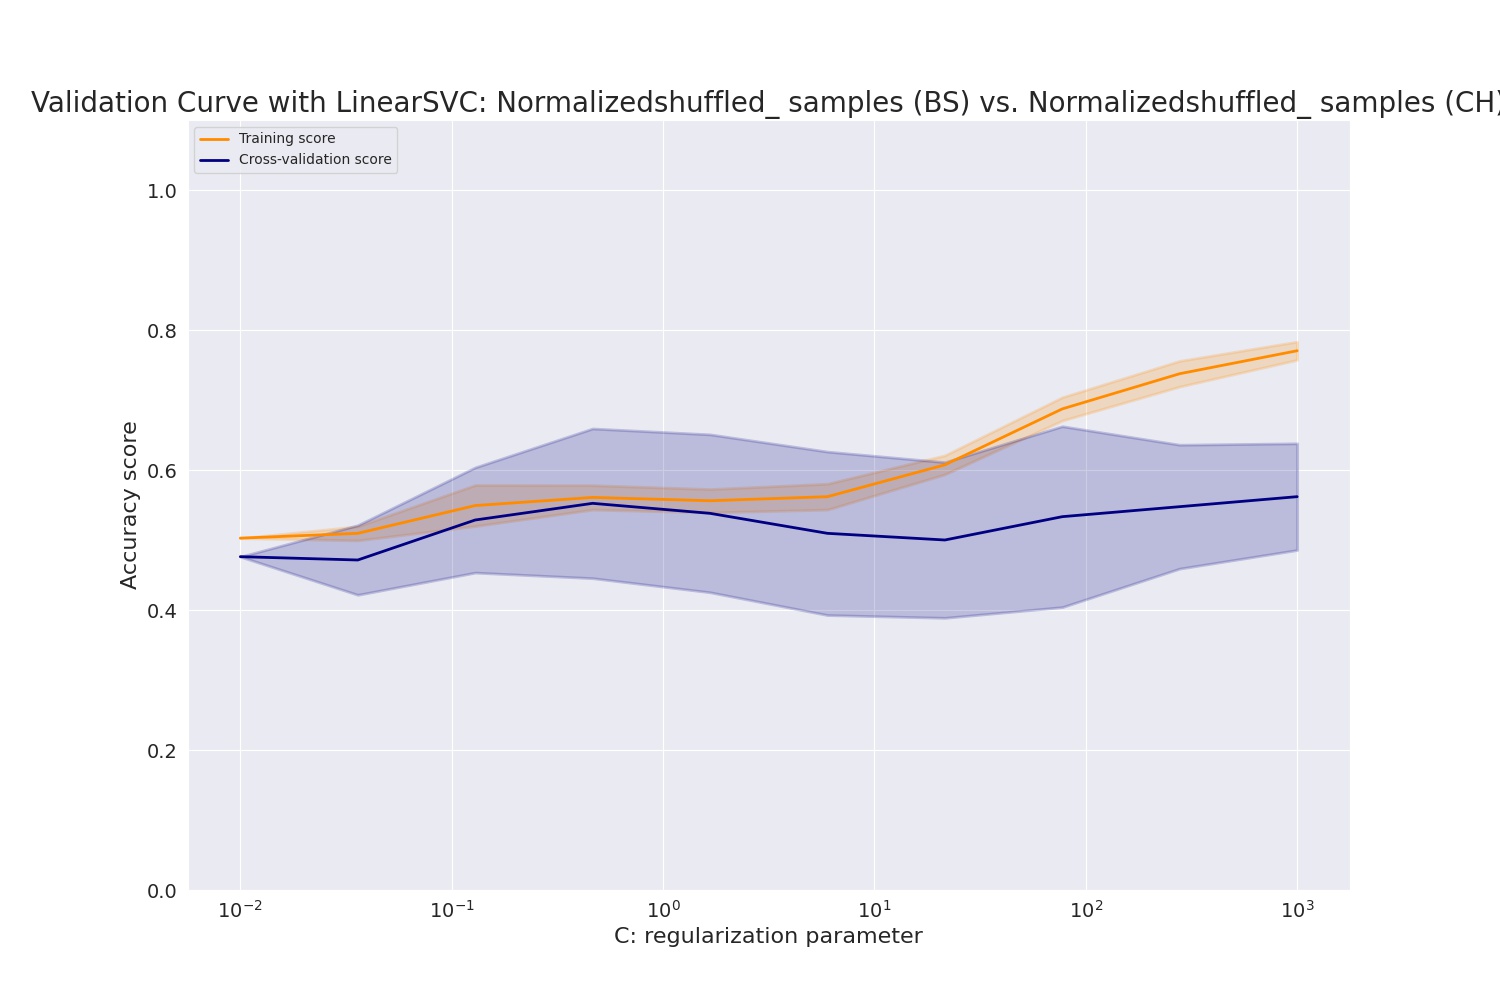 Validation Curve with LinearSVC: Normalizedshuffled_ samples (BS) vs. Normalizedshuffled_ samples (CH)
Training score
Cross-validation score
1.0
0.8
0.6
0.4
0.2
0.0
Accuracy score
10⁻² 10⁻¹ 10⁰ 10¹ 10² 10³
C: regularization parameter